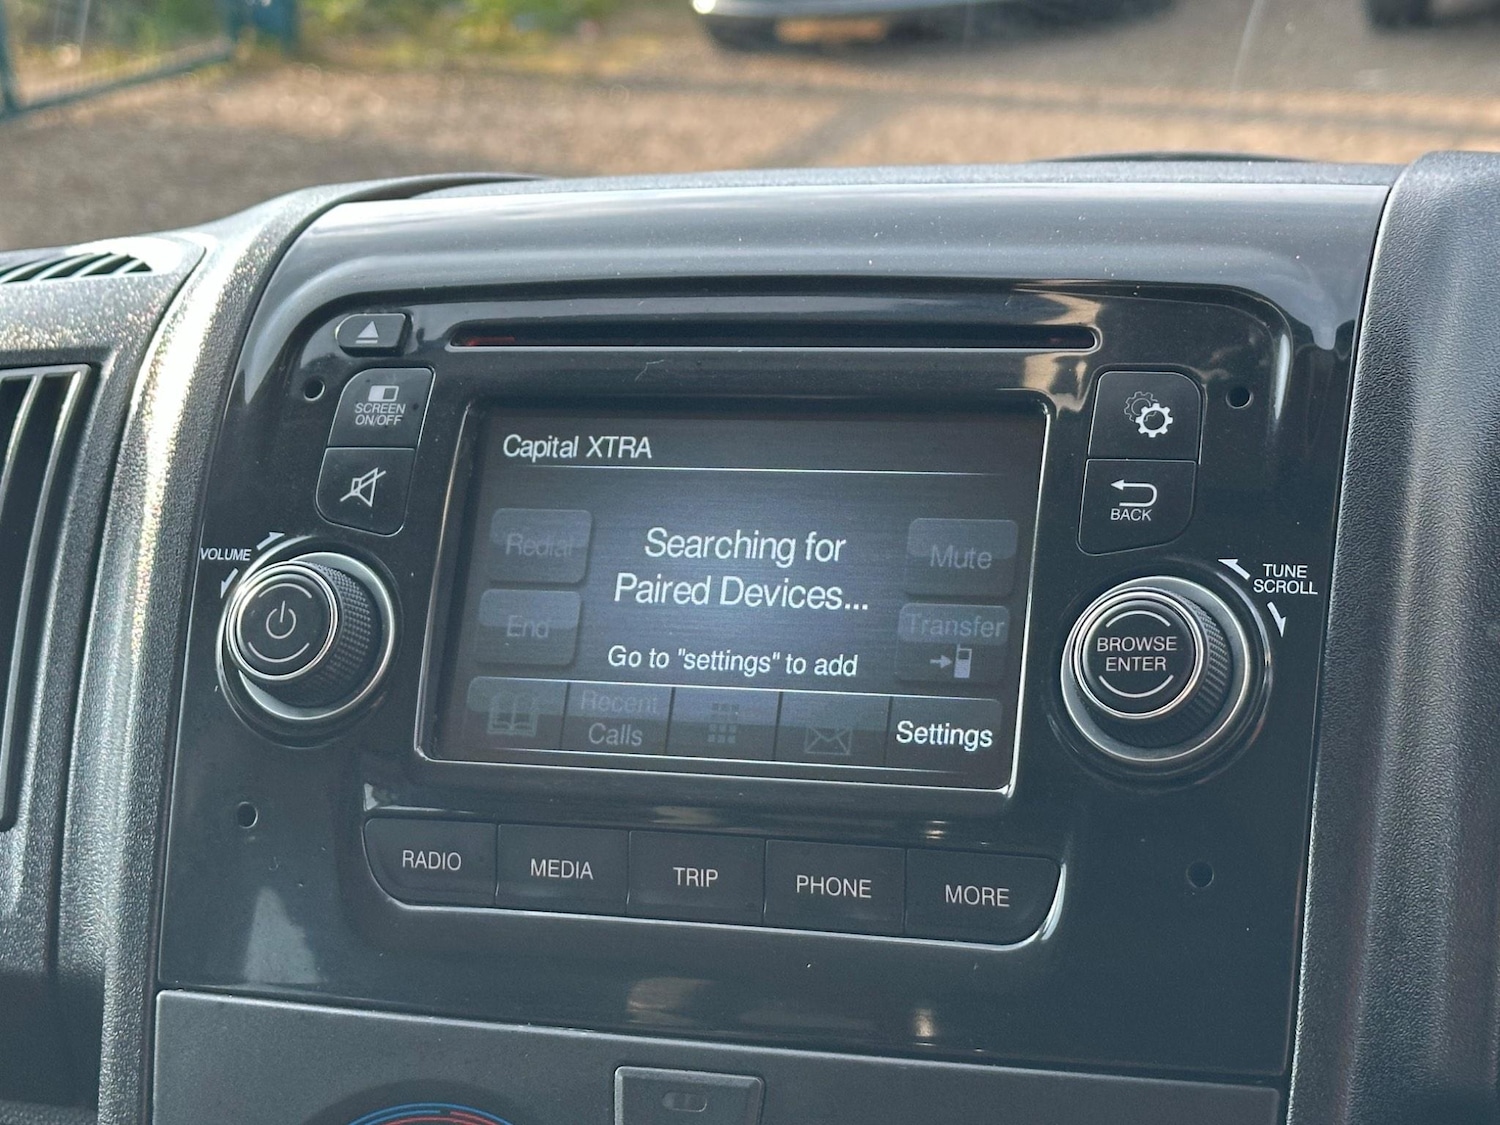 SCREEN
ON/OFF
VOLUME
Capital XTRA
Redial
Searching for
Paired Devices...
Mute
End
Transfer
Go to "settings" to add
Recent
Calls
Settings
BACK
TUNE
SCROLL
BROWSE
ENTER
RADIO
MEDIA
TRIP
PHONE
MORE